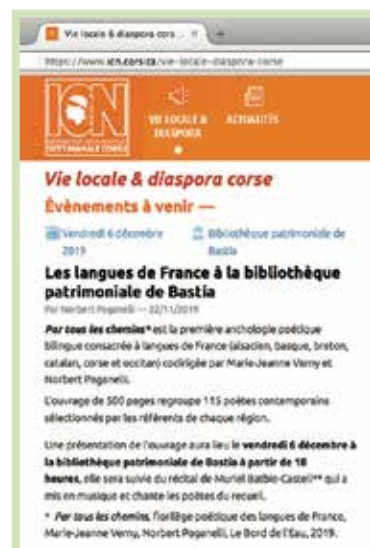 Vie locale & diaspora cors...
https://www.icn.corsica/vie-locale-diaspora-corse
ICN
VIE LOCALE & DIASPORA
ACTUALITÉS
Vie locale & diaspora corse
Évènements à venir —
Vendredi 6 décembre 2019
Bibliothèque patrimoniale de Bastia
Les langues de France à la bibliothèque
patrimoniale de Bastia
Par Norbert Paganelli — 22/11/2019
Par tous les chemins* est la première anthologie poétique
bilingue consacrée à langues de France (alsacien, basque, breton,
catalan, corse et occitan) codirigée par Marie-Jeanne Verny et
Norbert Paganelli.
L'ouvrage de 500 pages regroupe 115 poètes contemporains
sélectionnés par les référents de chaque région.
Une présentation de l'ouvrage aura lieu le vendredi 6 décembre à
la bibliothèque patrimoniale de Bastia à partir de 18
heures, elle sera suivie du récital de Muriel Batbie-Castell** qui a
mis en musique et chante les poètes du recueil.
* Par tous les chemins, florilège poétique des langues de France,
Marie-Jeanne Verny, Norbert Paganelli, Le Bord de l'Eau, 2019.